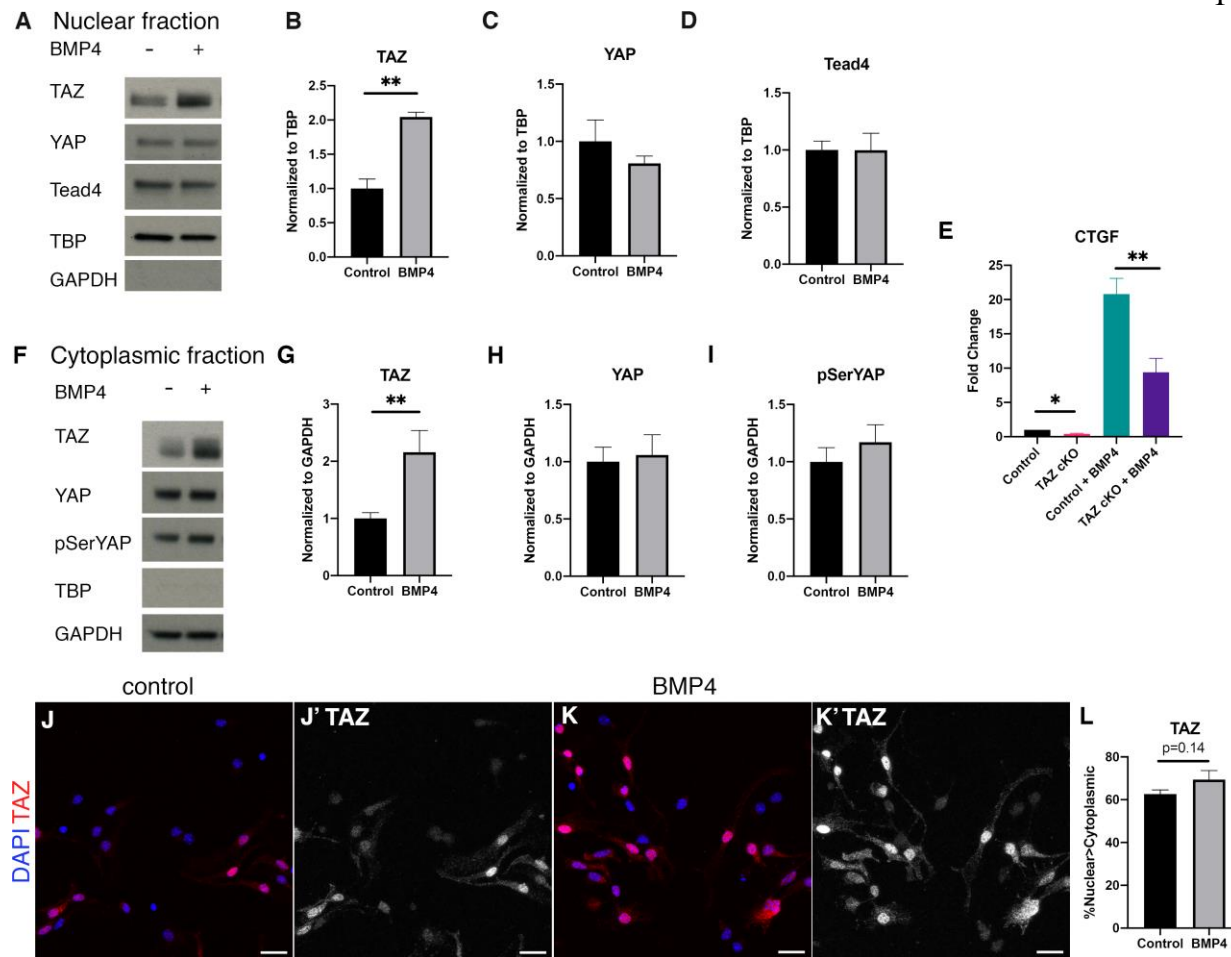 A Nuclear fraction
BMP4 - +
TAZ
YAP
Tead4
TBP
GAPDH
B
TAZ
**
Normalized to TBP
2.5
2.0
1.5
1.0
0.5
0.0
Control BMP4
C
YAP
Normalized to TBP
1.5
1.0
0.5
0.0
Control BMP4
D
Tead4
Normalized to TBP
1.5
1.0
0.5
0.0
Control BMP4
E
CTGF
**
*
Fold Change
25
20
15
10
5
0
Control
TAZ cKO
Control + BMP4
TAZ cKO + BMP4
F Cytoplasmic fraction
BMP4 - +
TAZ
YAP
pSerYAP
TBP
GAPDH
G
TAZ
**
Normalized to GAPDH
3
2
1
0
Control BMP4
H
YAP
Normalized to GAPDH
1.5
1.0
0.5
0.0
Control BMP4
I
pSerYAP
Normalized to GAPDH
1.5
1.0
0.5
0.0
Control BMP4
control
BMP4
DAPI TAZ
J
J' TAZ
K
K' TAZ
L
TAZ
p=0.14
%Nuclear>Cytoplasmic
80
60
40
20
0
Control BMP4